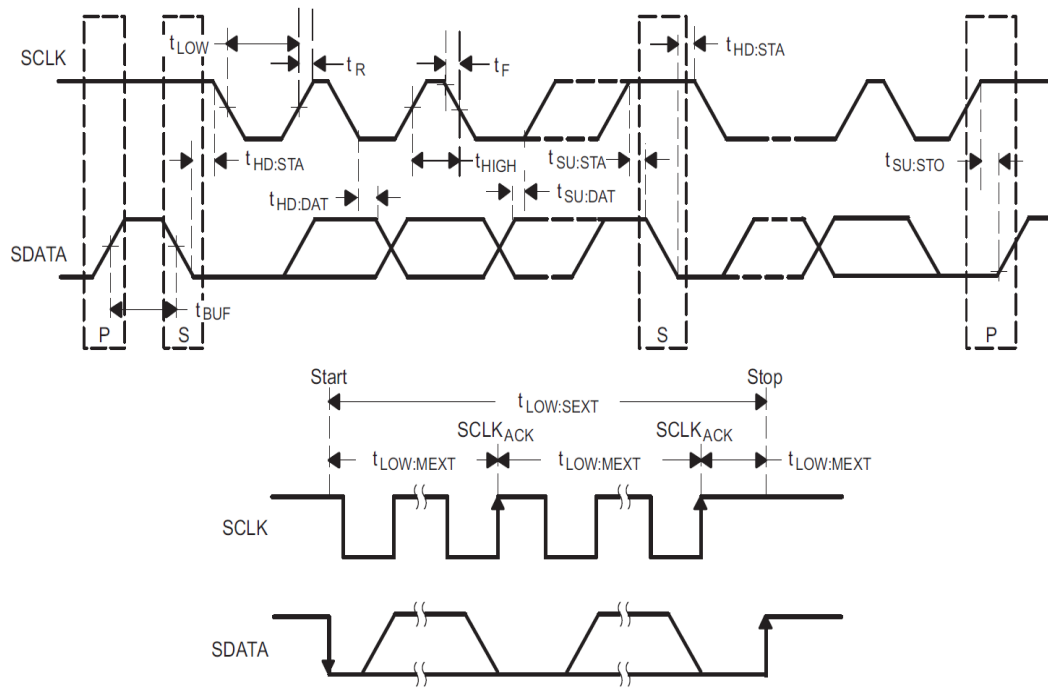 SCLK
tLOW
tR
tF
tHD:STA
tHD:STA
tHIGH
tSU:STA
tSU:STO
tHD:DAT
tSU:DAT
SDATA
tBUF
P
S
S
P
Start
Stop
tLOW:SEXT
SCLKACK
SCLKACK
tLOW:MEXT
tLOW:MEXT
tLOW:MEXT
SCLK
SDATA